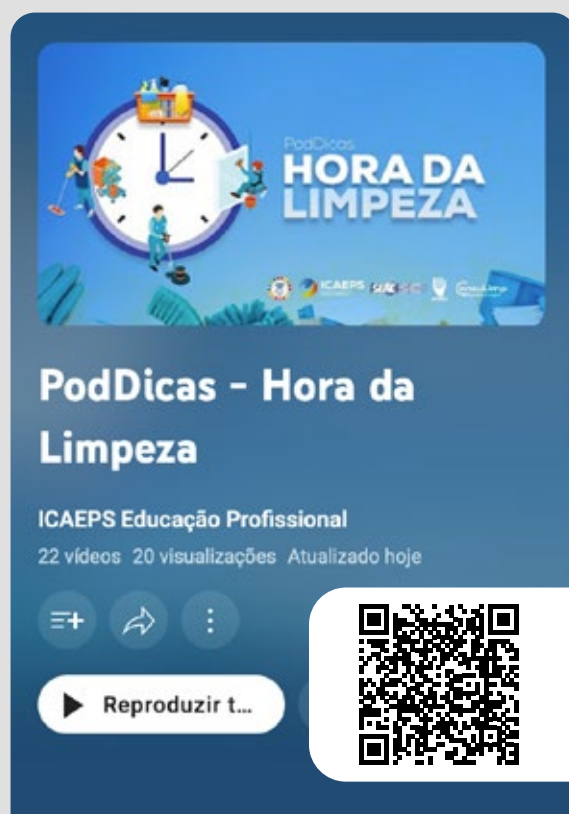 PodDicas
HORA DA
LIMPEZA
ICAEPS
PodDicas - Hora da
Limpeza
ICAEPS Educação Profissional
22 vídeos 20 visualizações Atualizado hoje
Reproduzir t...